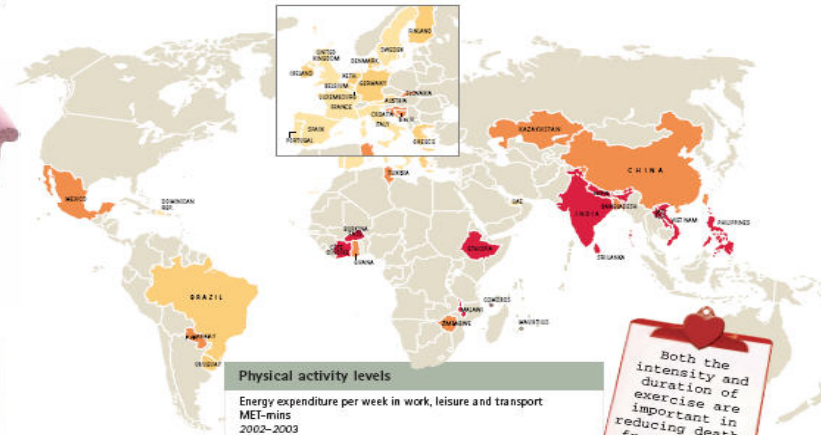 FINLAND
SWEDEN
UNITED
KINGDOM
DENMARK
IRELAND
NETH.
BELGIUM
GERMANY
LUXEMBOURG
SLOVAKIA
FRANCE
AUSTRIA
CROATIA
ITALY
SPAIN
GREECE
PORTUGAL
KAZAKHSTAN
CHINA
MEXICO
DOMINICAN
REP.
TUNISIA
UAE
INDIA
BANGLADESH
VIET NAM
PHILIPPINES
SRI LANKA
BURKINA
GHANA
ETHIOPIA
COMOROS
MALAWI
ZIMBABWE
MAURITIUS
BRAZIL
URUGUAY
Physical activity levels
Energy expenditure per week in work, leisure and transport
MET-mins
2002–2003
Both the
intensity and
duration of
exercise are
important in
reducing death